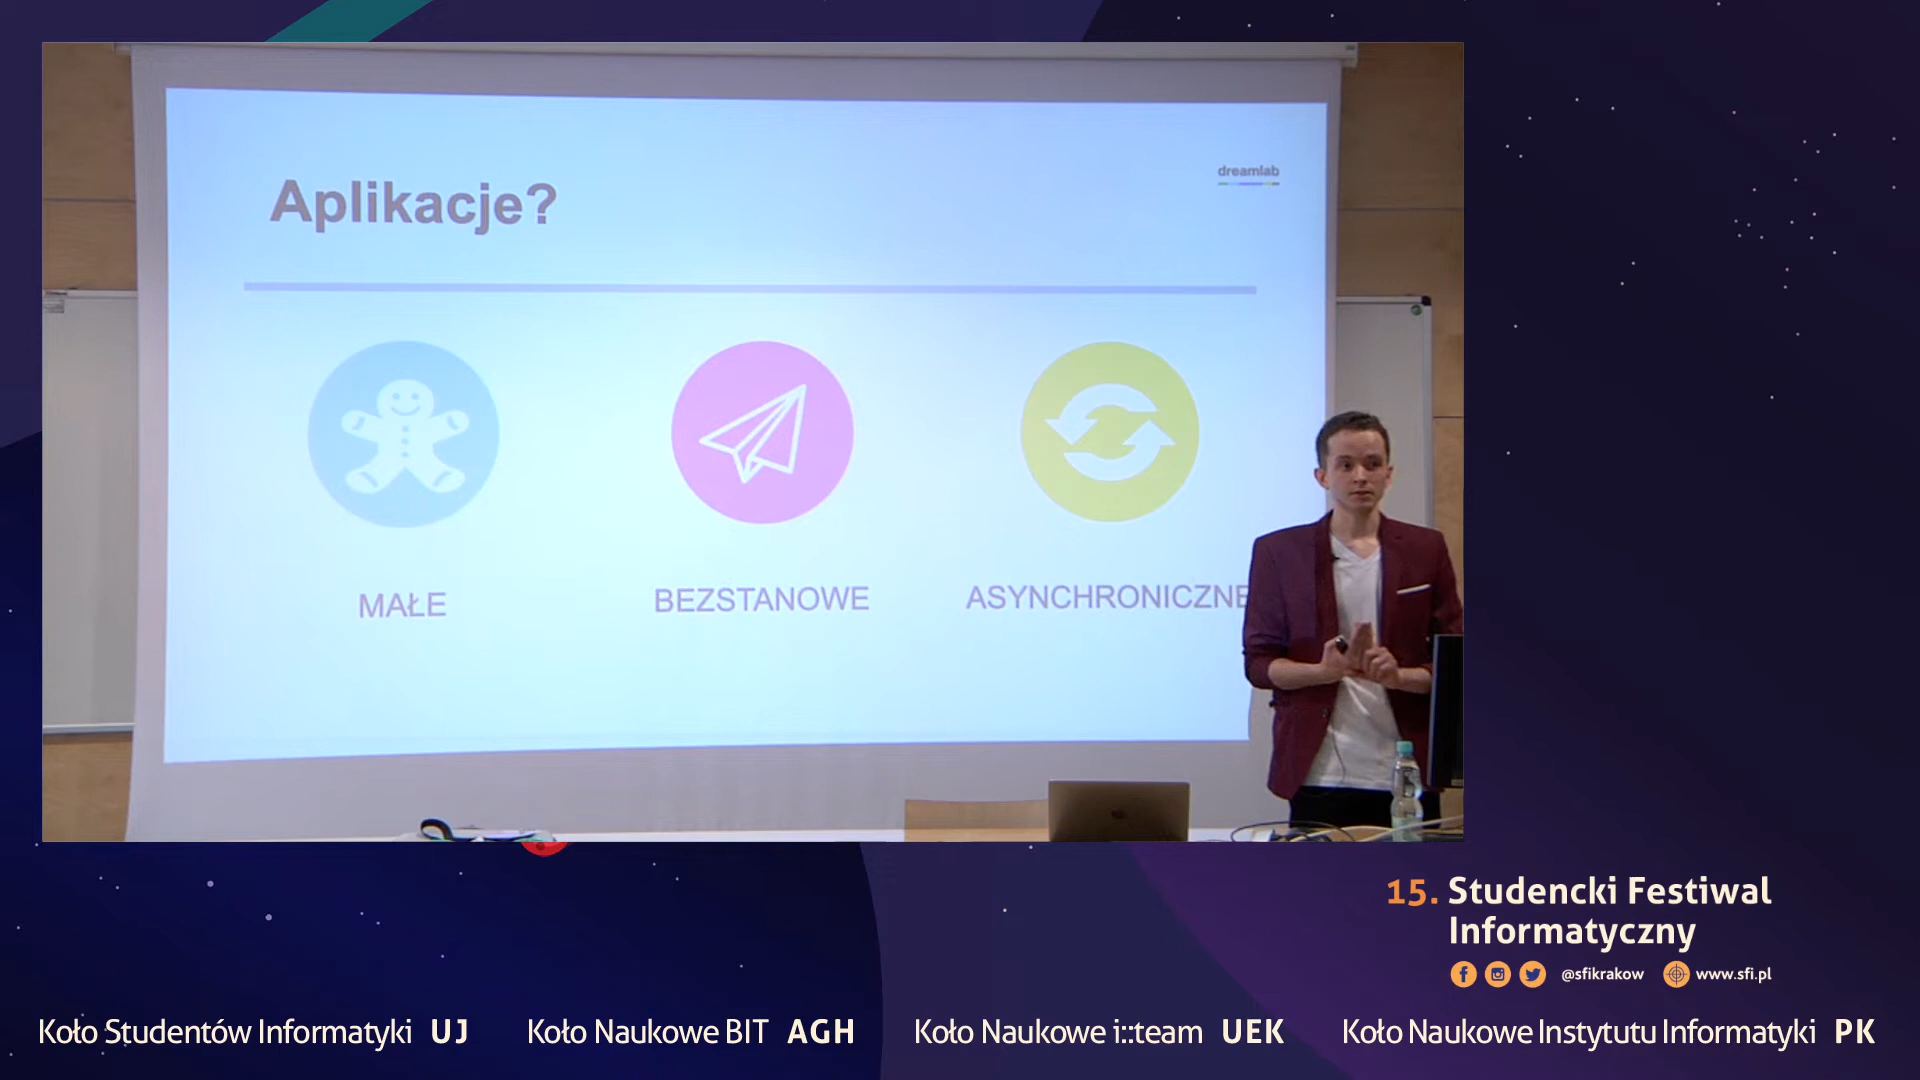 dreamlab
Aplikacje?
MAŁE
BEZSTANOWE
ASYNCHRONICZNE
15. Studencki Festiwal
Informatyczny
@sfikrakow www.sfi.pl
Koło Studentów Informatyki UJ Koło Naukowe BIT AGH Koło Naukowe i::team UEK Koło Naukowe Instytutu Informatyki PK